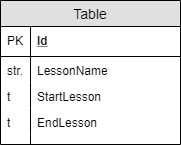 Table
PK Id
str. LessonName
t StartLesson
t EndLesson